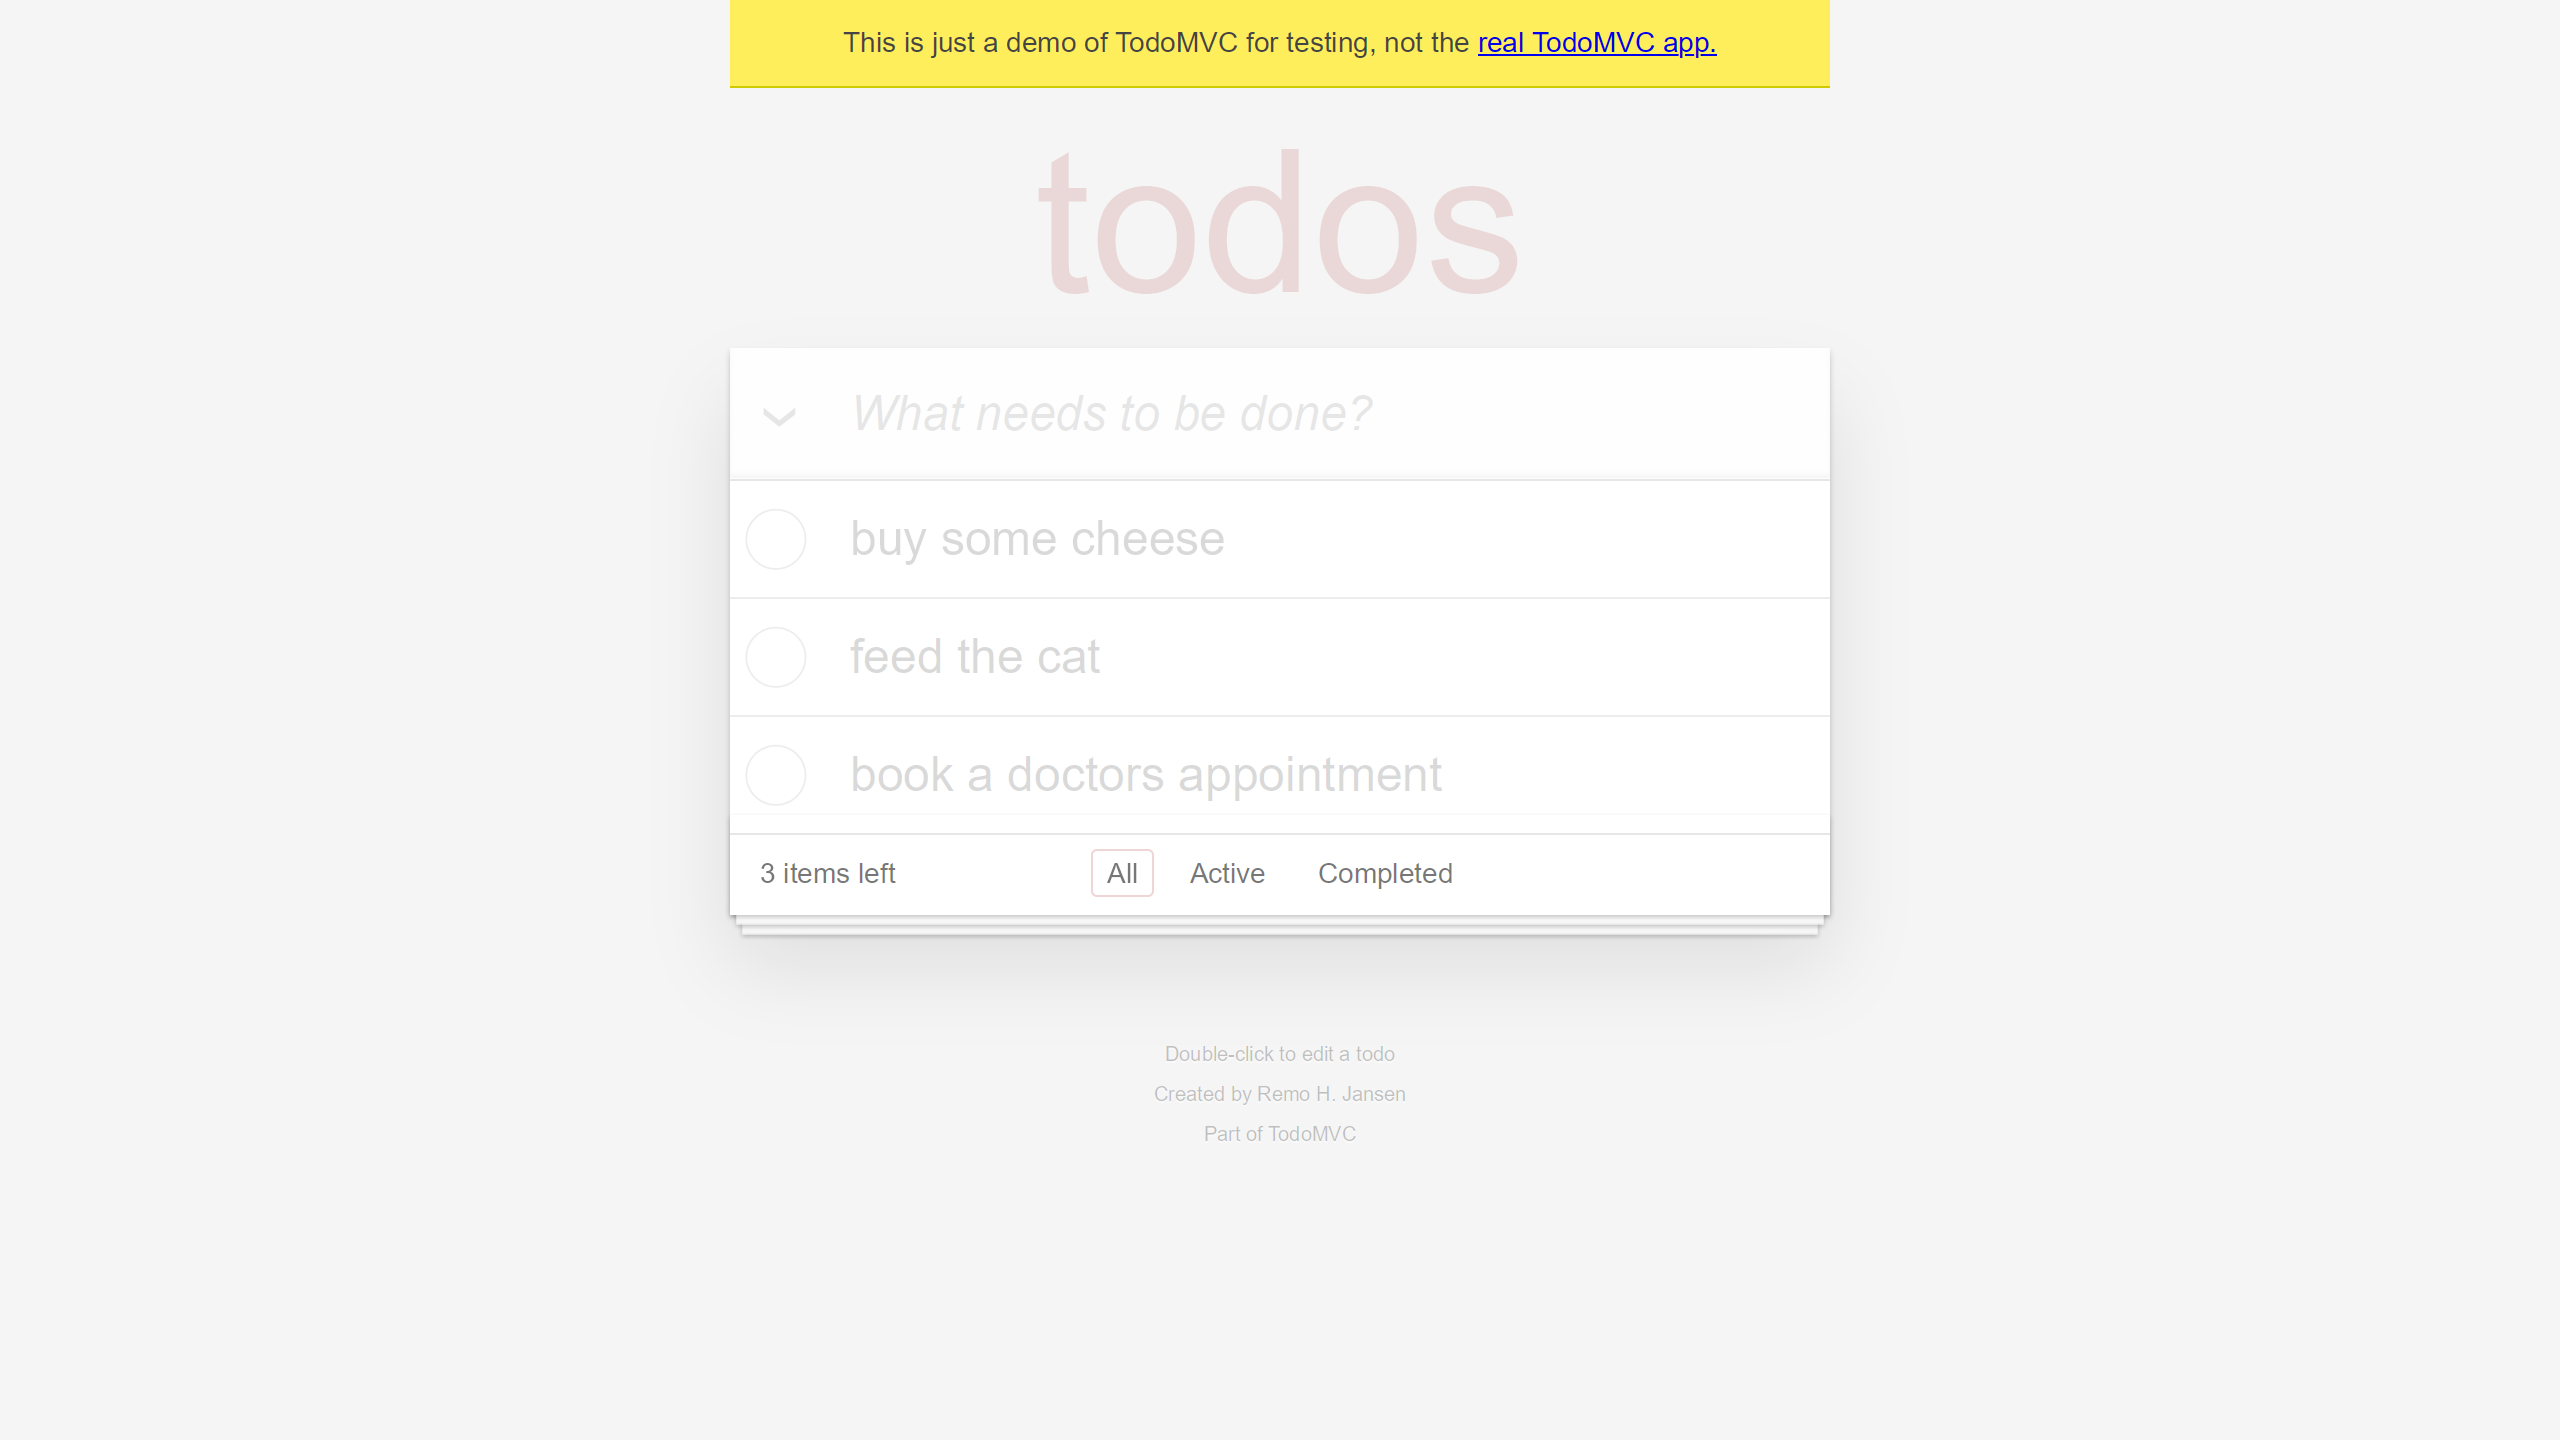 This is just a demo of TodoMVC for testing, not the real TodoMVC app.
todos
What needs to be done?
buy some cheese
feed the cat
book a doctors appointment
3 items left All Active Completed
Double-click to edit a todo
Created by Remo H. Jansen
Part of TodoMVC